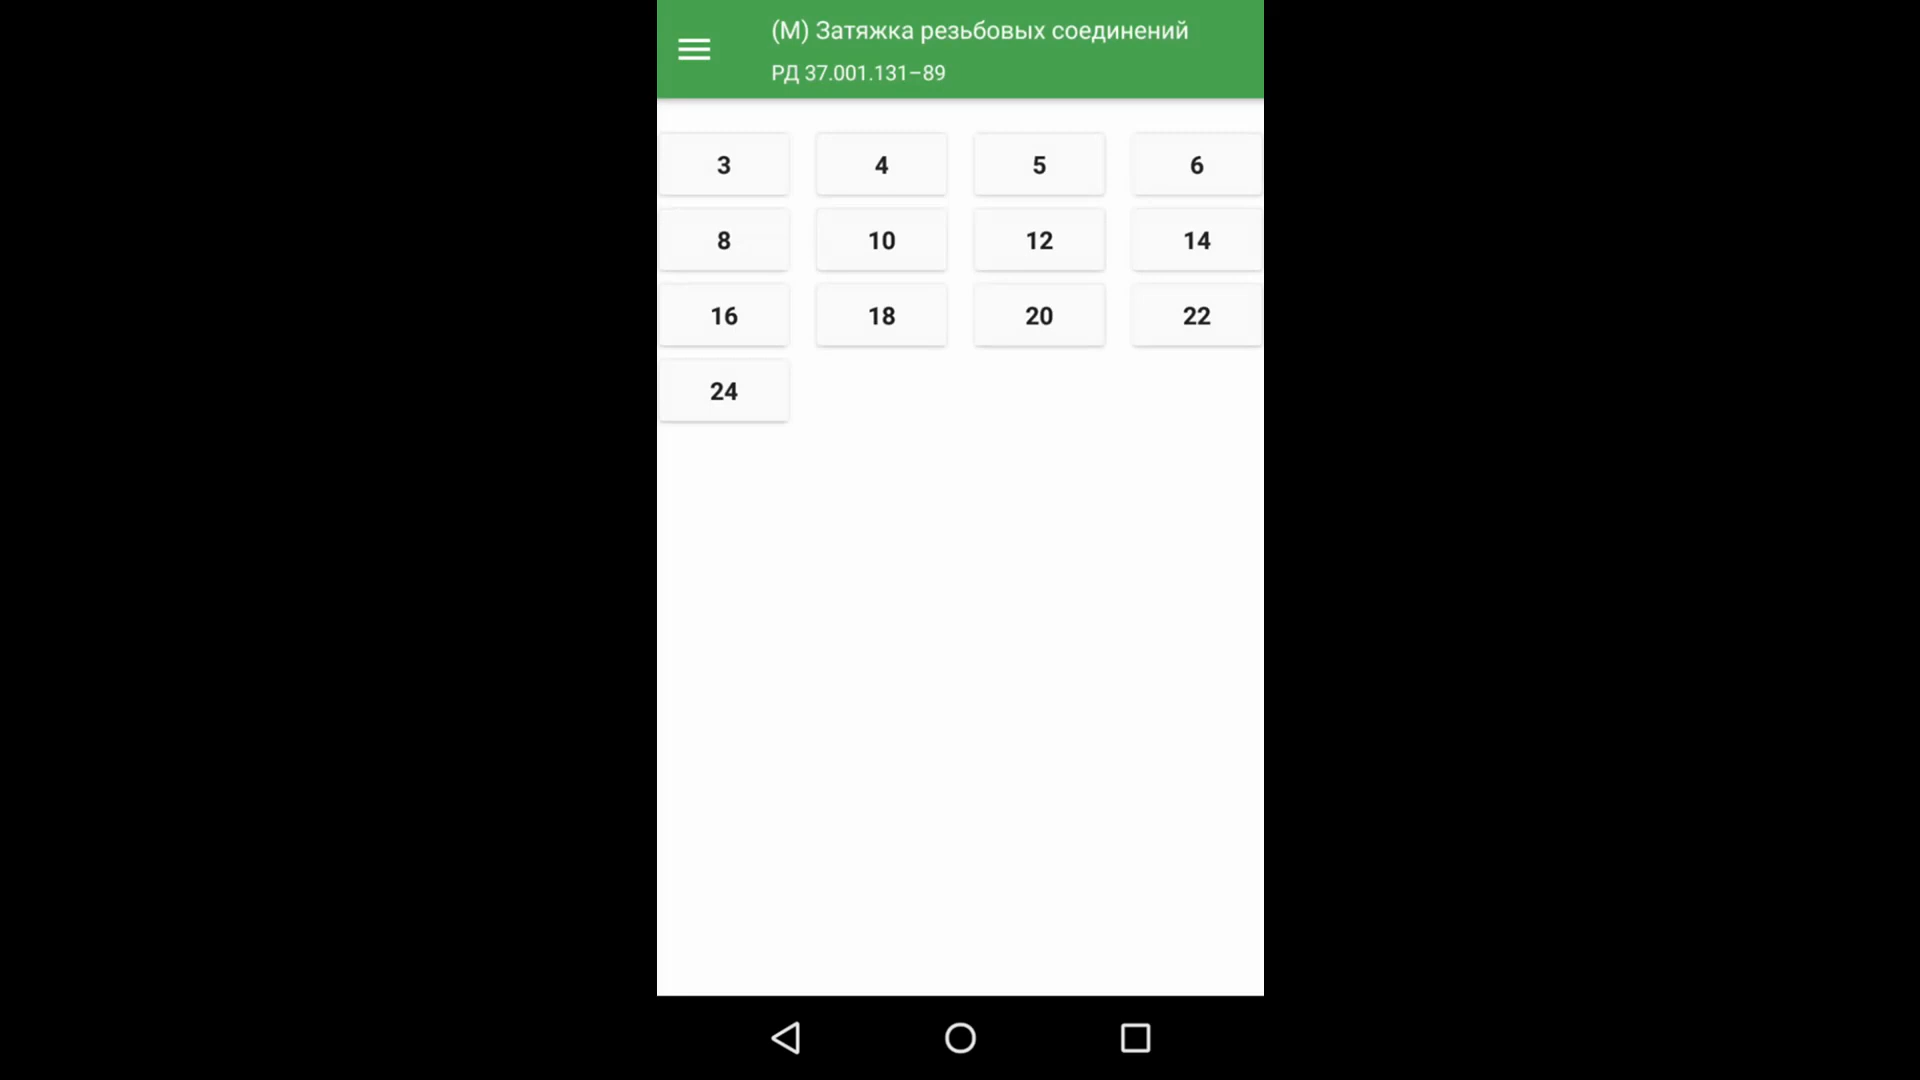 (М) Затяжка резьбовых соединений
РД 37.001.131–89
3 4 5 6
8 10 12 14
16 18 20 22
24